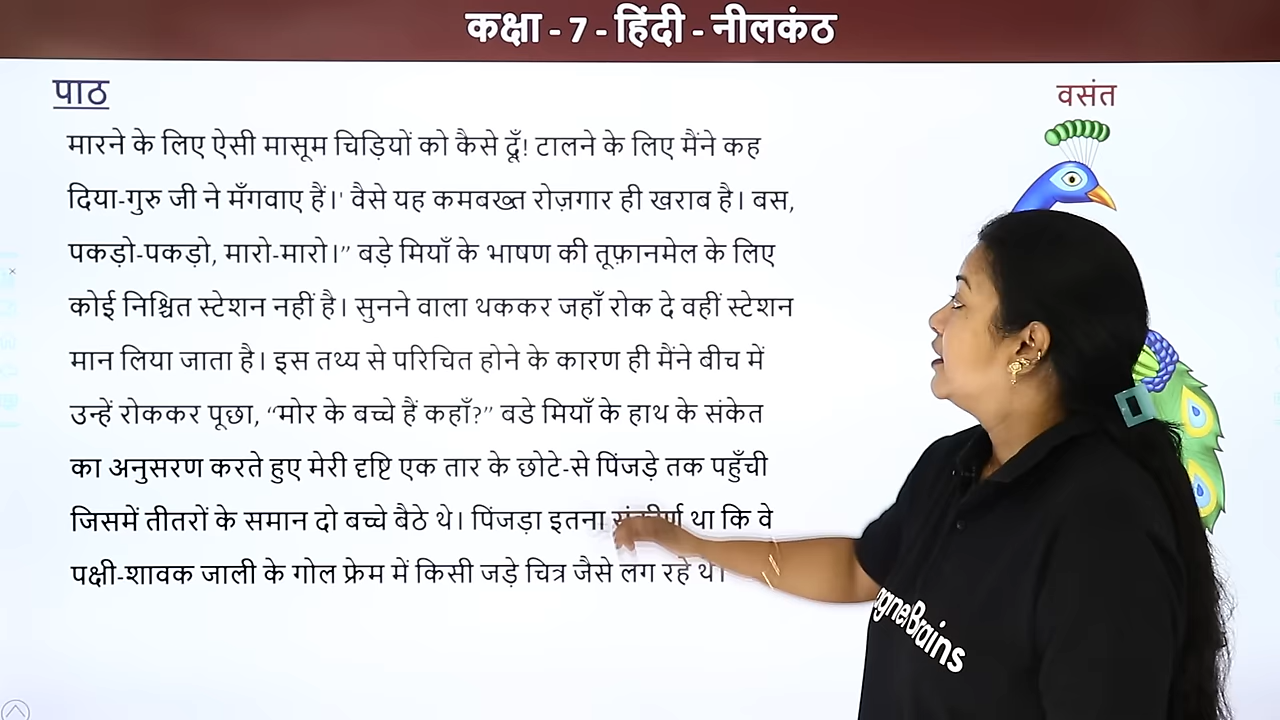 कक्षा - 7 - हिंदी - नीलकंठ
पाठ
वसंत
मारने के लिए ऐसी मासूम चिड़ियों को कैसे दूँ! टालने के लिए मैंने कह
दिया-गुरु जी ने मँगवाए हैं।' वैसे यह कमबख्त रोज़गार ही खराब है। बस,
पकड़ो-पकड़ो, मारो-मारो।” बड़े मियाँ के भाषण की तूफ़ानमेल के लिए
कोई निश्चित स्टेशन नहीं है। सुनने वाला थककर जहाँ रोक दे वहीं स्टेशन
मान लिया जाता है। इस तथ्य से परिचित होने के कारण ही मैंने बीच में
उन्हें रोककर पूछा, “मोर के बच्चे हैं कहाँ?” बडे मियाँ के हाथ के संकेत
का अनुसरण करते हुए मेरी दृष्टि एक तार के छोटे-से पिंजड़े तक पहुँची
जिसमें तीतरों के समान दो बच्चे बैठे थे। पिंजड़ा इतना संकीर्ण था कि वे
पक्षी-शावक जाली के गोल फ्रेम में किसी जड़े चित्र जैसे लग रहे थे।